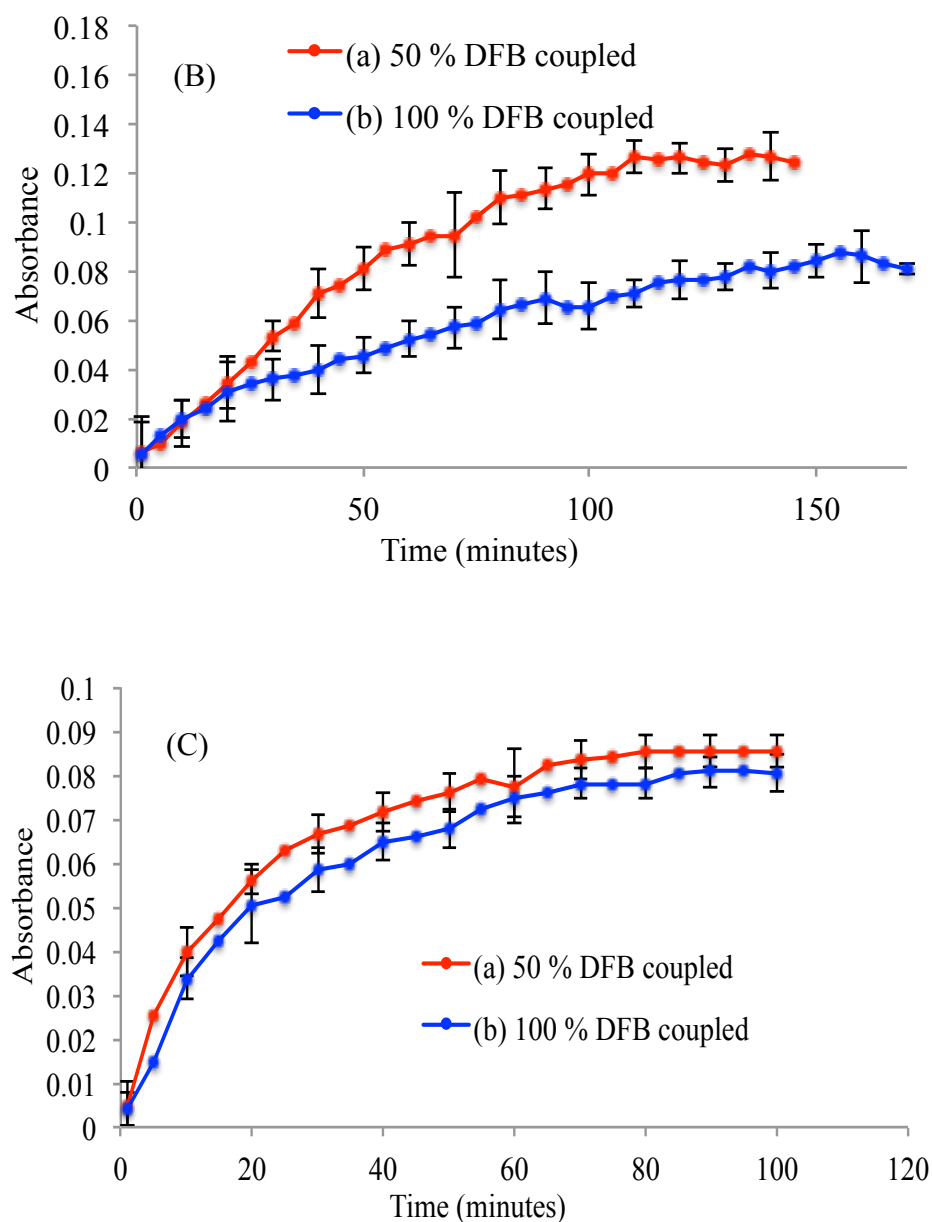 0.18
0.16
0.14
0.12
0.1
0.08
0.06
0.04
0.02
0
Absorbance
(B)
(a) 50 % DFB coupled
(b) 100 % DFB coupled
0 50 100 150
Time (minutes)
0.1
0.09
0.08
0.07
0.06
0.05
0.04
0.03
0.02
0.01
0
Absorbance
(C)
(a) 50 % DFB coupled
(b) 100 % DFB coupled
0 20 40 60 80 100 120
Time (minutes)